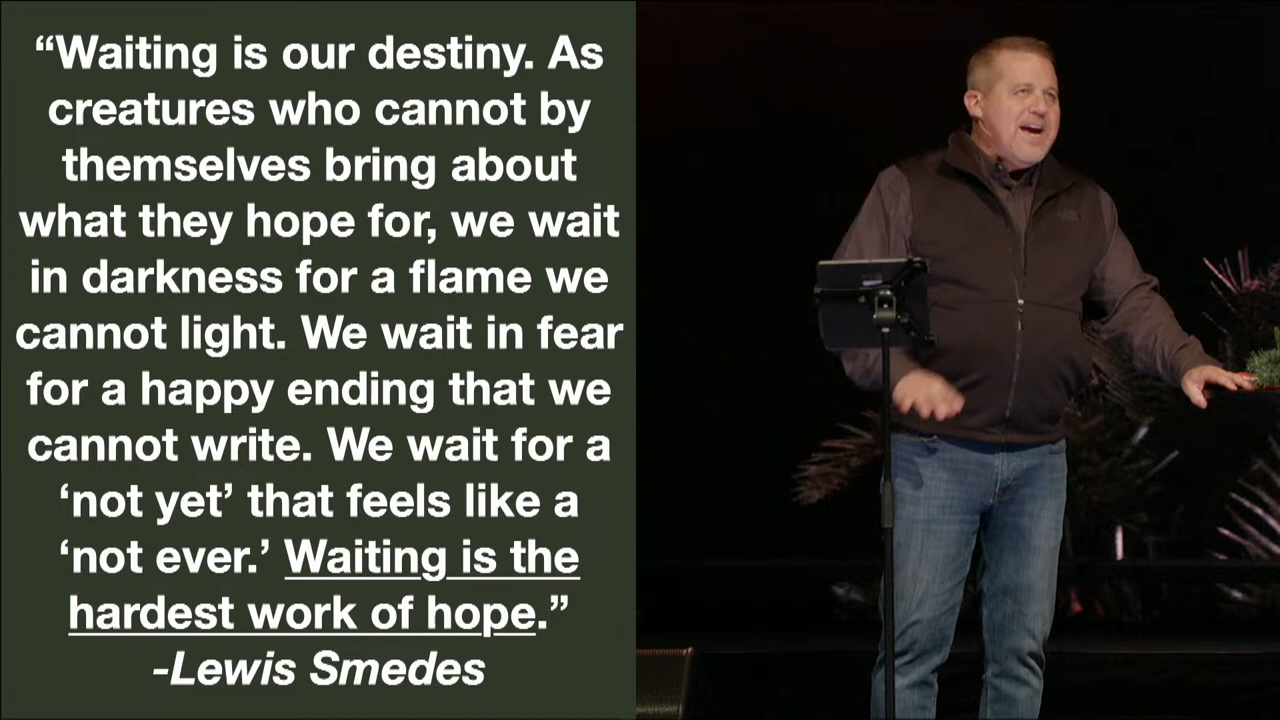 “Waiting is our destiny. As
creatures who cannot by
themselves bring about
what they hope for, we wait
in darkness for a flame we
cannot light. We wait in fear
for a happy ending that we
cannot write. We wait for a
‘not yet’ that feels like a
‘not ever.’ Waiting is the
hardest work of hope.”
-Lewis Smedes